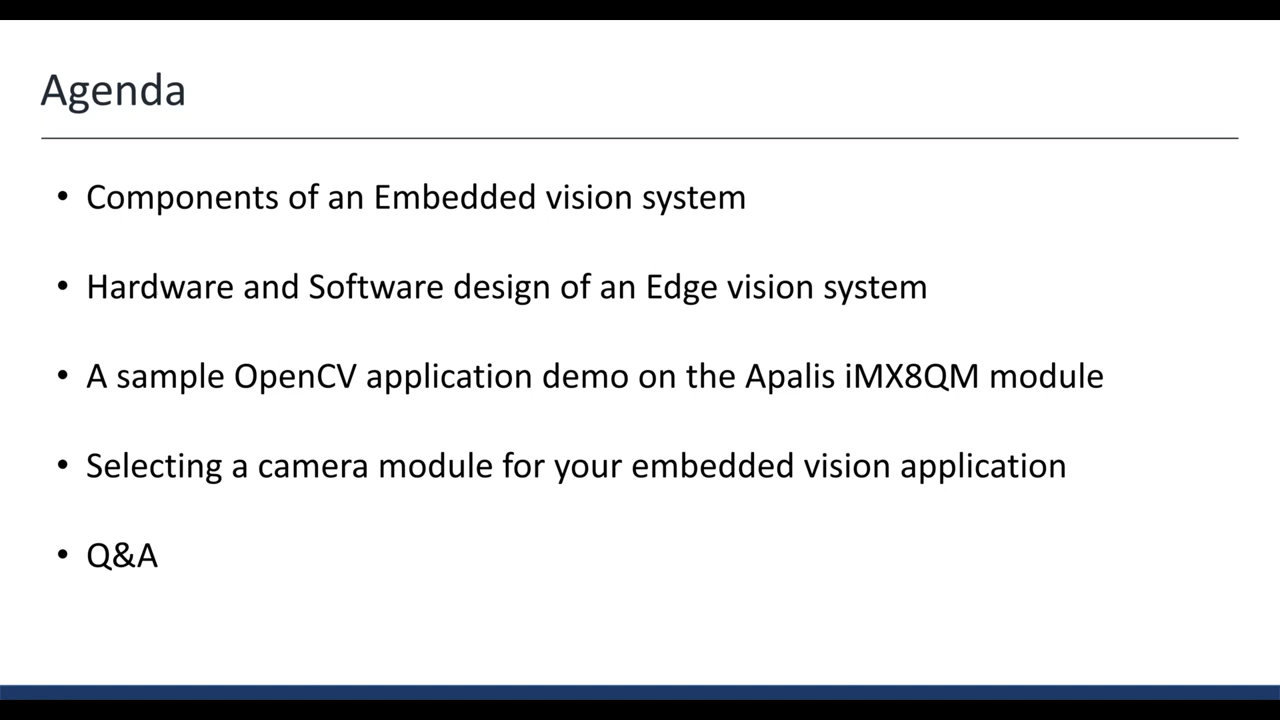 Agenda
• Components of an Embedded vision system
• Hardware and Software design of an Edge vision system
• A sample OpenCV application demo on the Apalis iMX8QM module
• Selecting a camera module for your embedded vision application
• Q&A